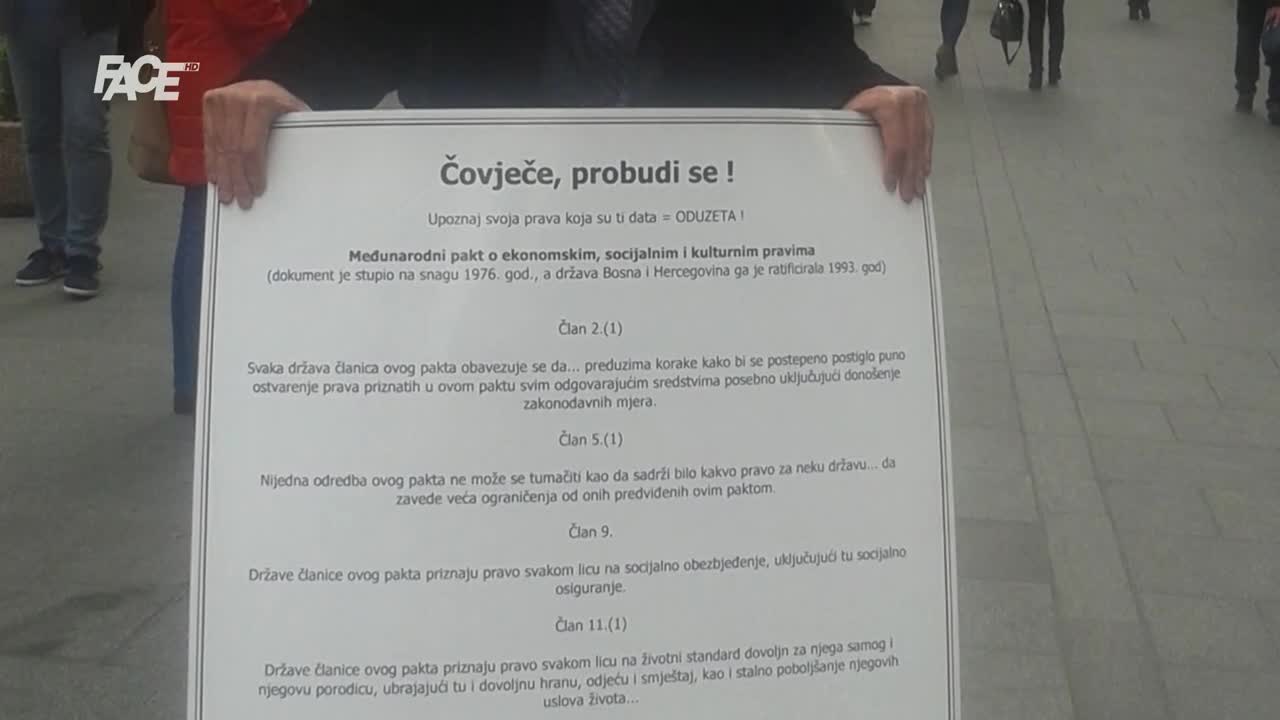 FACE HD
Čovječe, probudi se !
Upoznaj svoja prava koja su ti data = ODUZETA !
Međunarodni pakt o ekonomskim, socijalnim i kulturnim pravima
(dokument je stupio na snagu 1976. god., a država Bosna i Hercegovina ga je ratificirala 1993. god)
Član 2.(1)
Svaka država članica ovog pakta obavezuje se da... preduzima korake kako bi se postepeno postiglo puno
ostvarenje prava priznatih u ovom paktu svim odgovarajućim sredstvima posebno uključujući donošenje
zakonodavnih mjera.
Član 5.(1)
Nijedna odredba ovog pakta ne može se tumačiti kao da sadrži bilo kakvo pravo za neku državu... da
zavede veća ograničenja od onih predviđenih ovim paktom.
Član 9.
Države članice ovog pakta priznaju pravo svakom licu na socijalno obezbjeđenje, uključujući tu socijalno
osiguranje.
Član 11.(1)
Države članice ovog pakta priznaju pravo svakom licu na životni standard dovoljn za njega samog i
njegovu porodicu, ubrajajući tu i dovoljnu hranu, odjeću i smještaj, kao i stalno poboljšanje njegovih
uslova života...